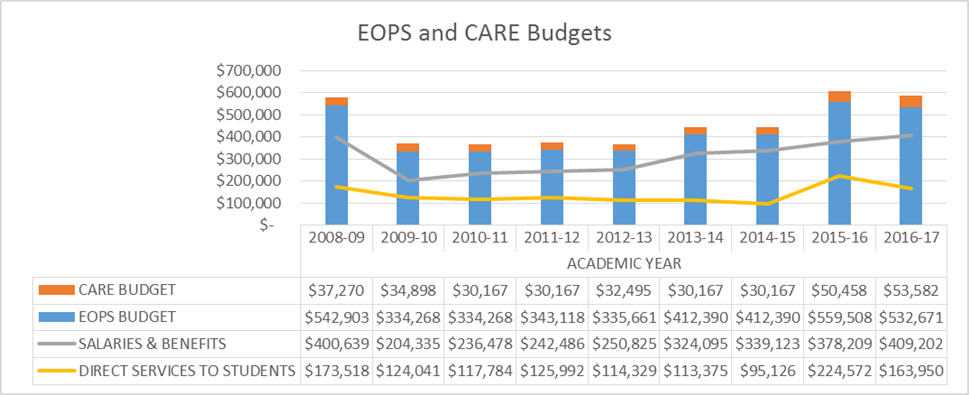 EOPS and CARE Budgets
$700,000
$600,000
$500,000
$400,000
$300,000
$200,000
$100,000
$-
2008-09 2009-10 2010-11 2011-12 2012-13 2013-14 2014-15 2015-16 2016-17
ACADEMIC YEAR
CARE BUDGET $37,270 $34,898 $30,167 $30,167 $32,495 $30,167 $30,167 $50,458 $53,582
EOPS BUDGET $542,903 $334,268 $334,268 $343,118 $335,661 $412,390 $412,390 $559,508 $532,671
SALARIES & BENEFITS $400,639 $204,335 $236,478 $242,486 $250,825 $324,095 $339,123 $378,209 $409,202
DIRECT SERVICES TO STUDENTS $173,518 $124,041 $117,784 $125,992 $114,329 $113,375 $95,126 $224,572 $163,950